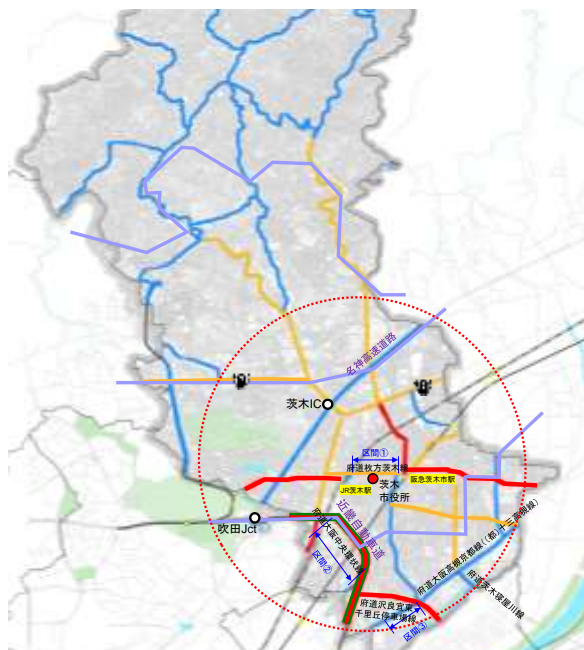 名神高速道路
茨木IC
区間①
府道枚方茨木線
JR茨木駅
阪急茨木市駅
茨木
市役所
吹田Jct
近畿自動車道
府道大阪中央環状線
区間②
府道大阪高槻京都線((都)十三高槻線)
府道茨木寝屋川線
府道沢良宜東
千里丘停車場線
区間③